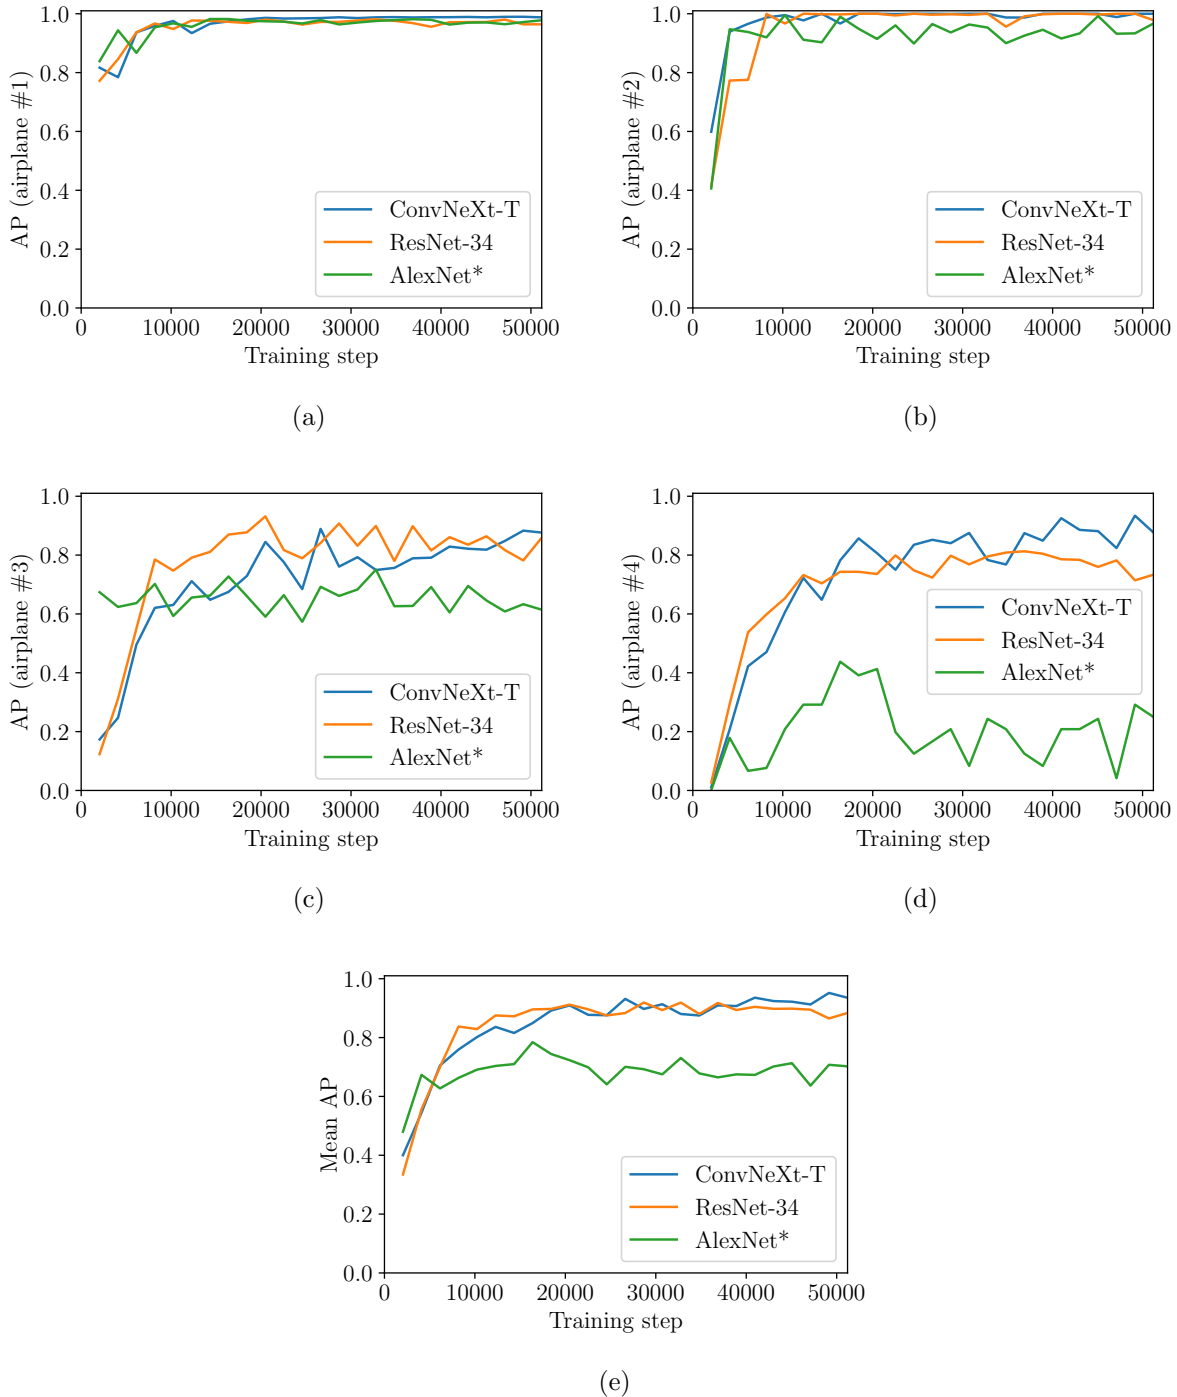 AP (airplane #1)
1.0
0.8
0.6
0.4
0.2
0.0
ConvNeXt-T
ResNet-34
AlexNet*
0 10000 20000 30000 40000 50000
Training step
(a)
AP (airplane #2)
1.0
0.8
0.6
0.4
0.2
0.0
ConvNeXt-T
ResNet-34
AlexNet*
0 10000 20000 30000 40000 50000
Training step
(b)
AP (airplane #3)
1.0
0.8
0.6
0.4
0.2
0.0
ConvNeXt-T
ResNet-34
AlexNet*
0 10000 20000 30000 40000 50000
Training step
(c)
AP (airplane #4)
1.0
0.8
0.6
0.4
0.2
0.0
ConvNeXt-T
ResNet-34
AlexNet*
0 10000 20000 30000 40000 50000
Training step
(d)
Mean AP
1.0
0.8
0.6
0.4
0.2
0.0
ConvNeXt-T
ResNet-34
AlexNet*
0 10000 20000 30000 40000 50000
Training step
(e)